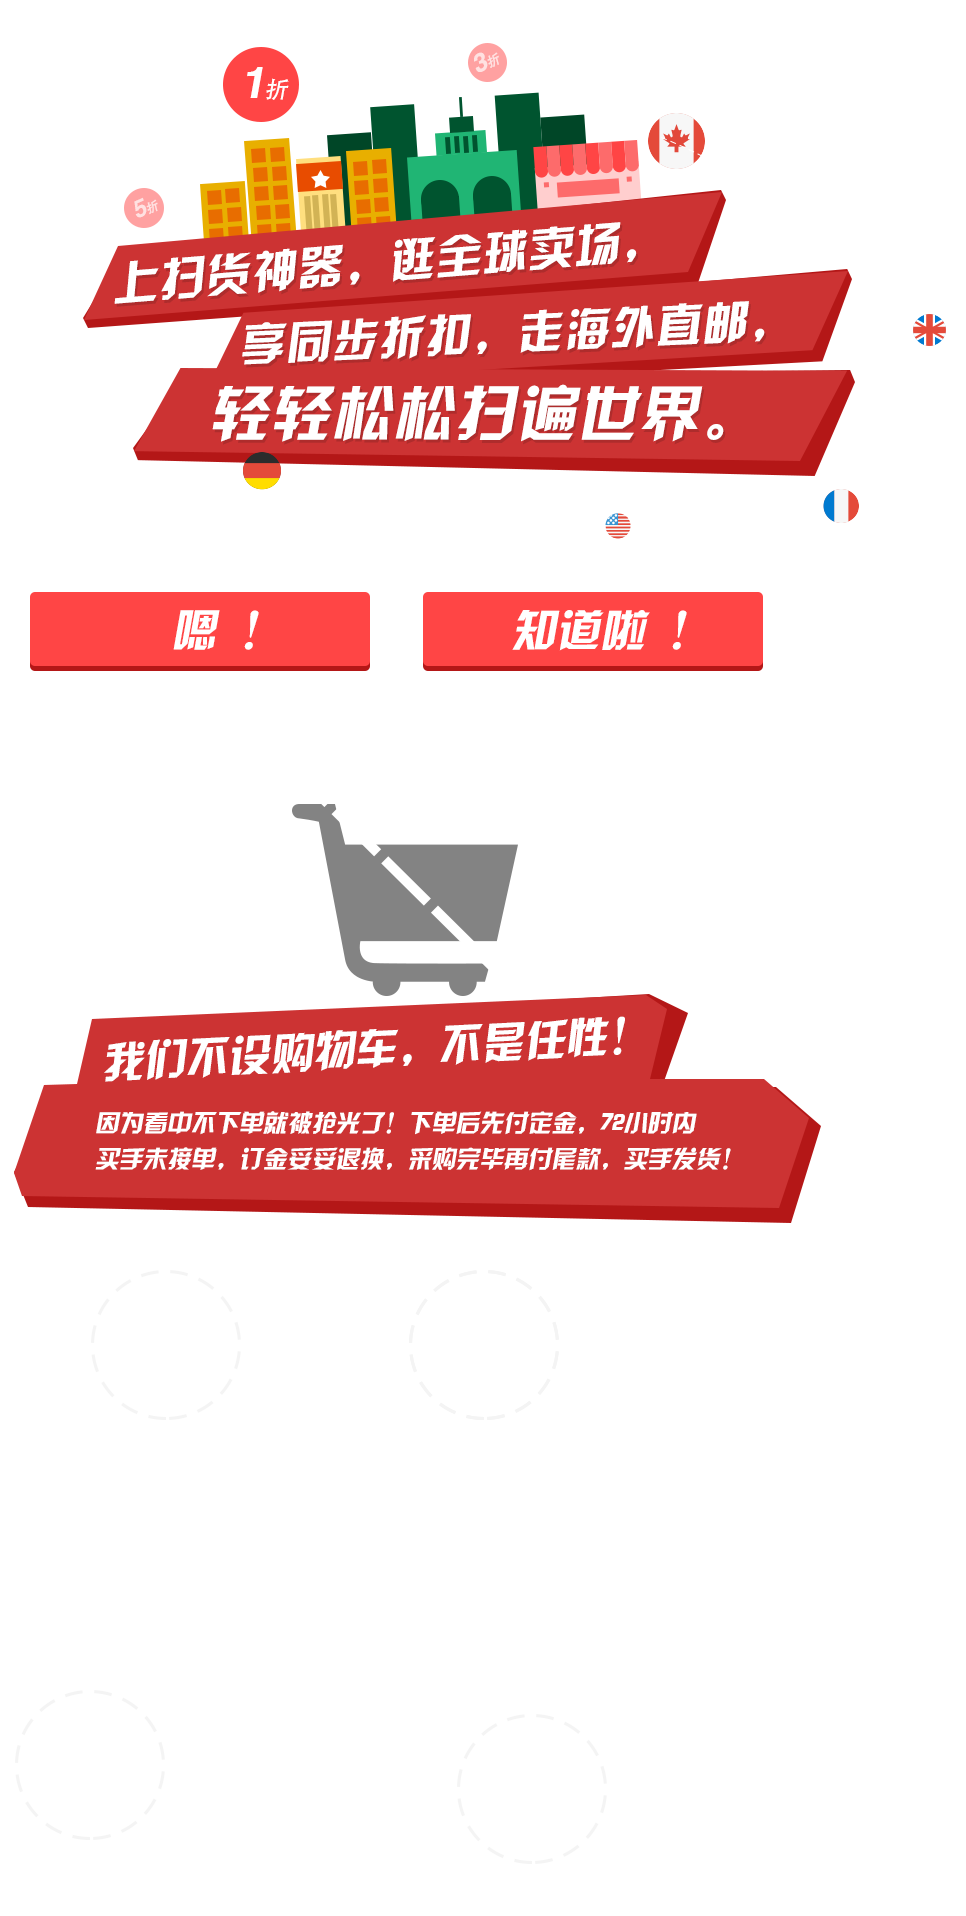 1折
3折
5折
上扫货神器，逛全球卖场，
享同步折扣，走海外直邮，
轻轻松松扫遍世界。
嗯！
知道啦！
我们不设购物车，不是任性！
因为看中不下单就被抢光了！下单后先付定金，72小时内
买手未接单，订金妥妥退换，采购完毕再付尾款，买手发货！